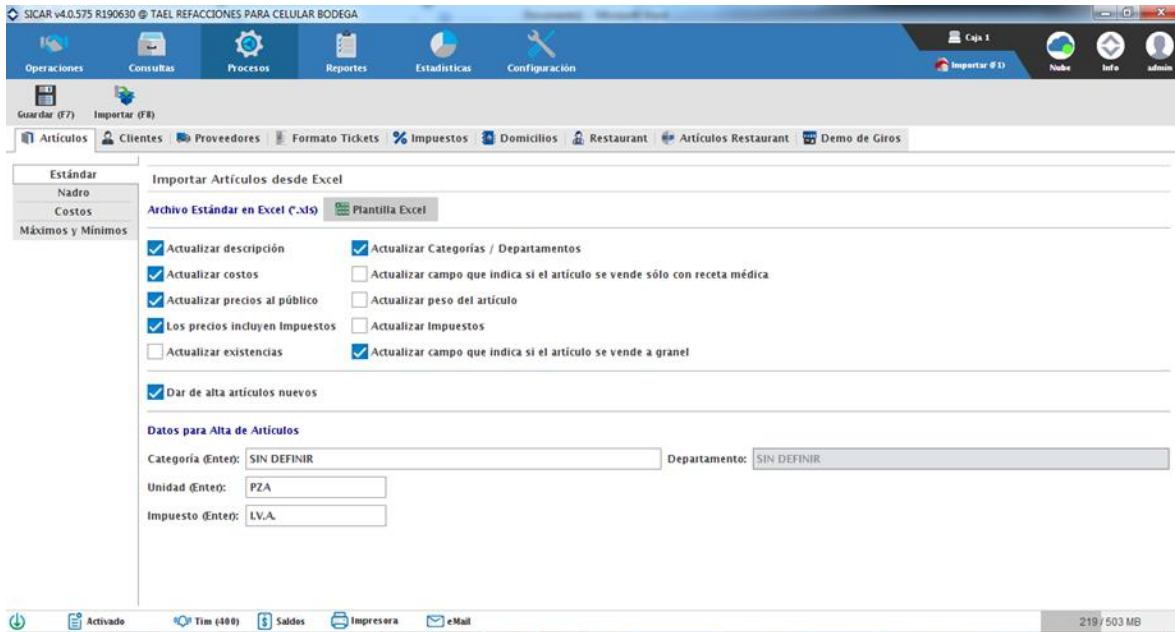 SICAR v4.0.575 R190630 @ TAEL REFACCIONES PARA CELULAR BODEGA
Caja 1
Operaciones Consultas Procesos Reportes Estadísticas Configuración Importar (F1) Nube Info admin
Guardar (F7) Importar (F8)
Artículos Clientes Proveedores Formato Tickets Impuestos Domicilios Restaurant Artículos Restaurant Demo de Giros
Estándar
Nadro
Costos
Máximos y Mínimos
Importar Artículos desde Excel
Archivo Estándar en Excel (*.xls) Plantilla Excel
Actualizar descripción Actualizar Categorías / Departamentos
Actualizar costos Actualizar campo que indica si el artículo se vende sólo con receta médica
Actualizar precios al público Actualizar peso del artículo
Los precios incluyen Impuestos Actualizar Impuestos
Actualizar existencias Actualizar campo que indica si el artículo se vende a granel
Dar de alta artículos nuevos
Datos para Alta de Artículos
Categoría (Enter): SIN DEFINIR Departamento: SIN DEFINIR
Unidad (Enter): PZA
Impuesto (Enter): I.V.A.
Activado Tim (400) Saldos Impresora eMail 219 / 503 MB